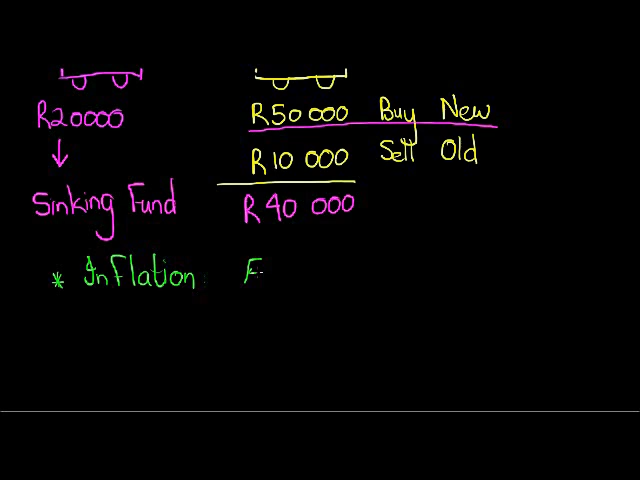 R20000 R50 000 Buy New
R10 000 Sell Old
Sinking Fund R40 000
* Inflation: F